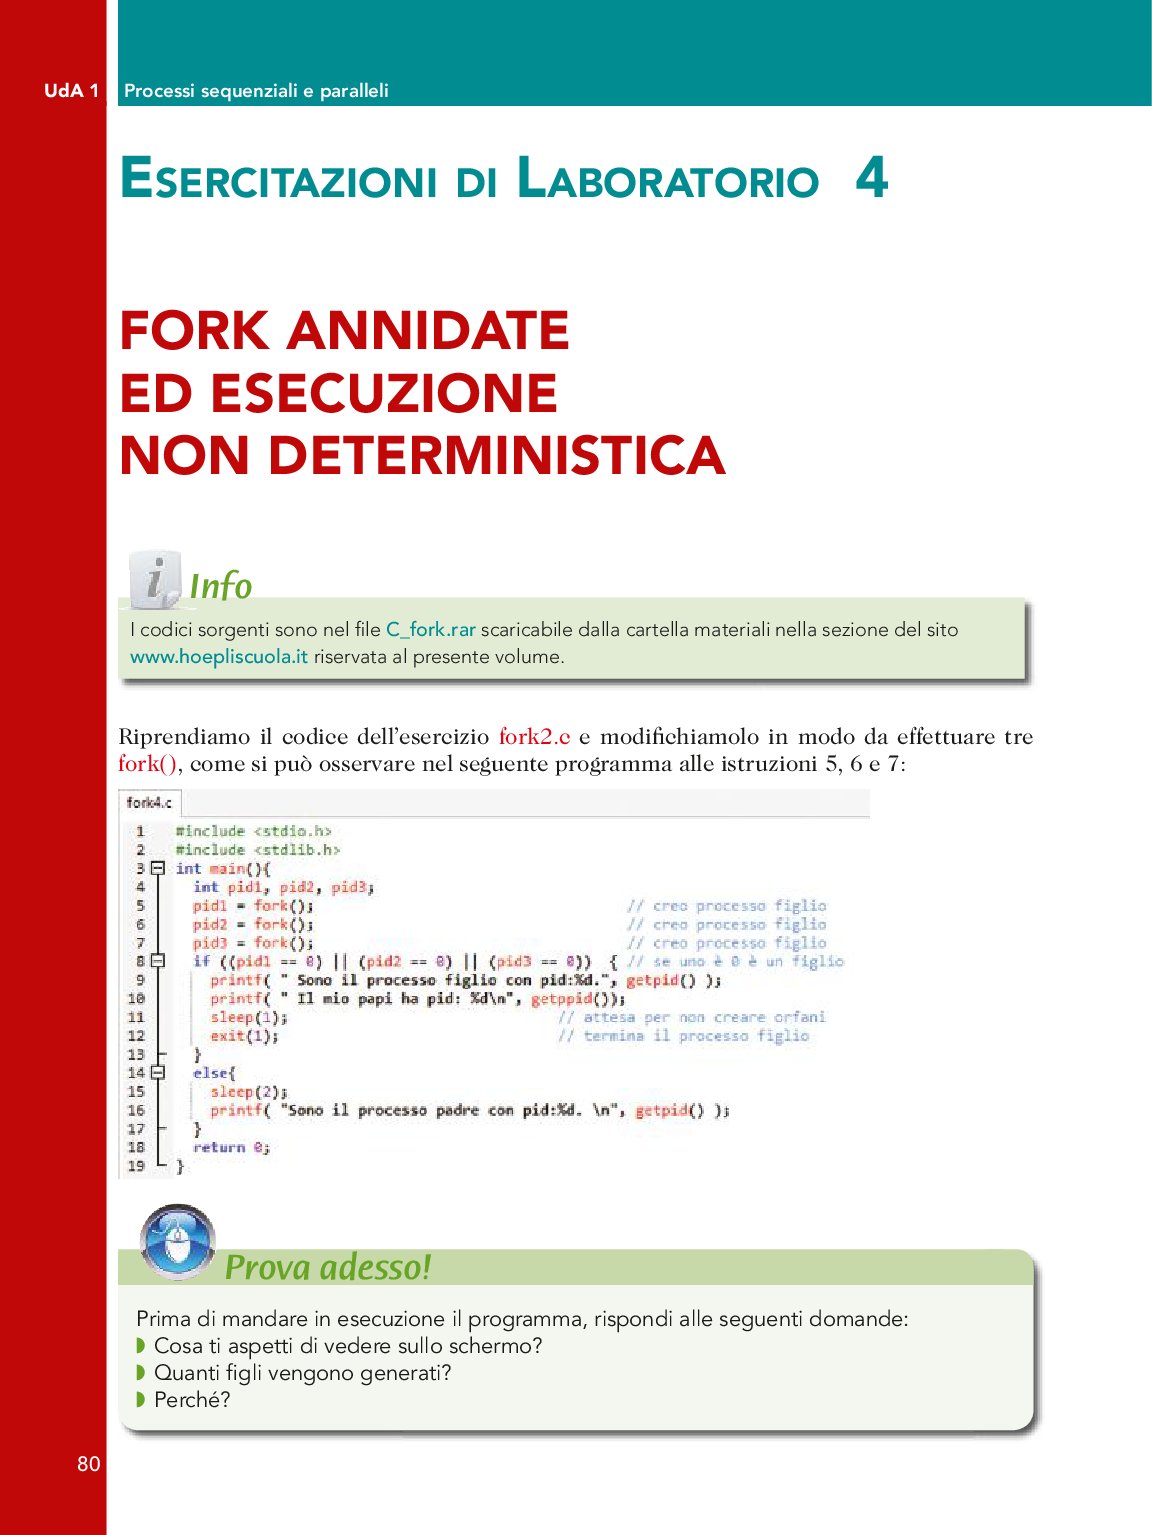 UdA 1 Processi sequenziali e paralleli
ESERCITAZIONI DI LABORATORIO 4
FORK ANNIDATE
ED ESECUZIONE
NON DETERMINISTICA
i Info
I codici sorgenti sono nel file C_fork.rar scaricabile dalla cartella materiali nella sezione del sito
www.hoepliscuola.it riservata al presente volume.
Riprendiamo il codice dell'esercizio fork2.c e modifichiamolo in modo da effettuare tre
fork(), come si può osservare nel seguente programma alle istruzioni 5, 6 e 7:
fork4.c
1 #include <stdio.h>
2 #include <stdlib.h>
3 int main(){
4 int pid1, pid2, pid3;
5 pid1 = fork(); // creo processo figlio
6 pid2 = fork(); // creo processo figlio
7 pid3 = fork(); // creo processo figlio
8 if ((pid1 == 0) || (pid2 == 0) || (pid3 == 0)) { // se uno è 0 è un figlio
9 printf( " Sono il processo figlio con pid:%d.", getpid() );
10 printf( " Il mio papi ha pid: %d\n", getppid());
11 sleep(1); // attesa per non creare orfani
12 exit(1); // termina il processo figlio
13 }
14 else{
15 sleep(2);
16 printf( "Sono il processo padre con pid:%d. \n", getpid() );
17 }
18 return 0;
19 }
Prova adesso!
Prima di mandare in esecuzione il programma, rispondi alle seguenti domande:
Cosa ti aspetti di vedere sullo schermo?
Quanti figli vengono generati?
Perché?
80